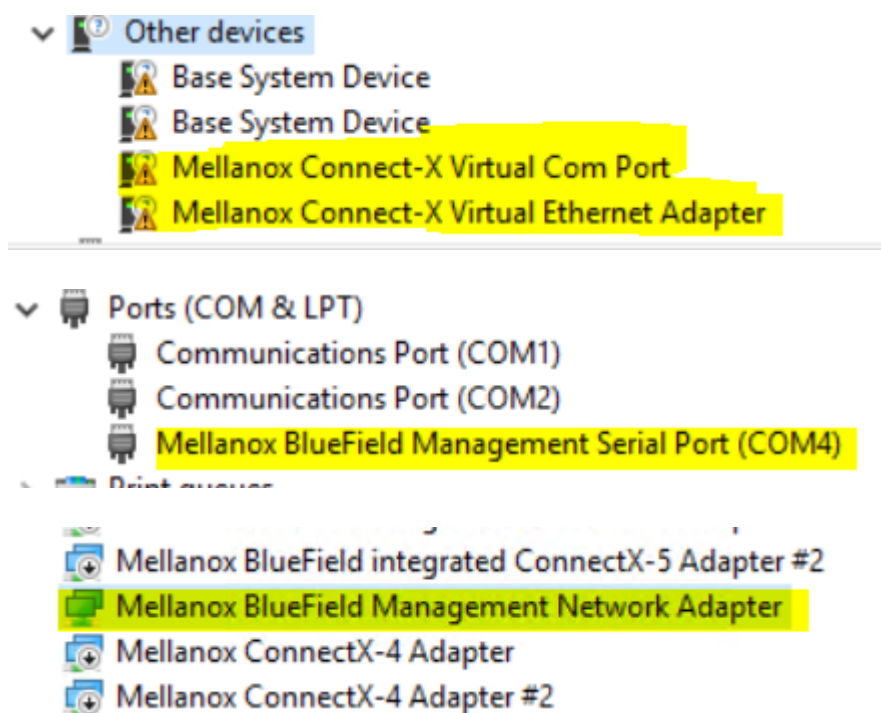 Other devices
Base System Device
Base System Device
Mellanox Connect-X Virtual Com Port
Mellanox Connect-X Virtual Ethernet Adapter
Ports (COM & LPT)
Communications Port (COM1)
Communications Port (COM2)
Mellanox BlueField Management Serial Port (COM4)
Print queues
Mellanox BlueField integrated ConnectX-5 Adapter #2
Mellanox BlueField Management Network Adapter
Mellanox ConnectX-4 Adapter
Mellanox ConnectX-4 Adapter #2